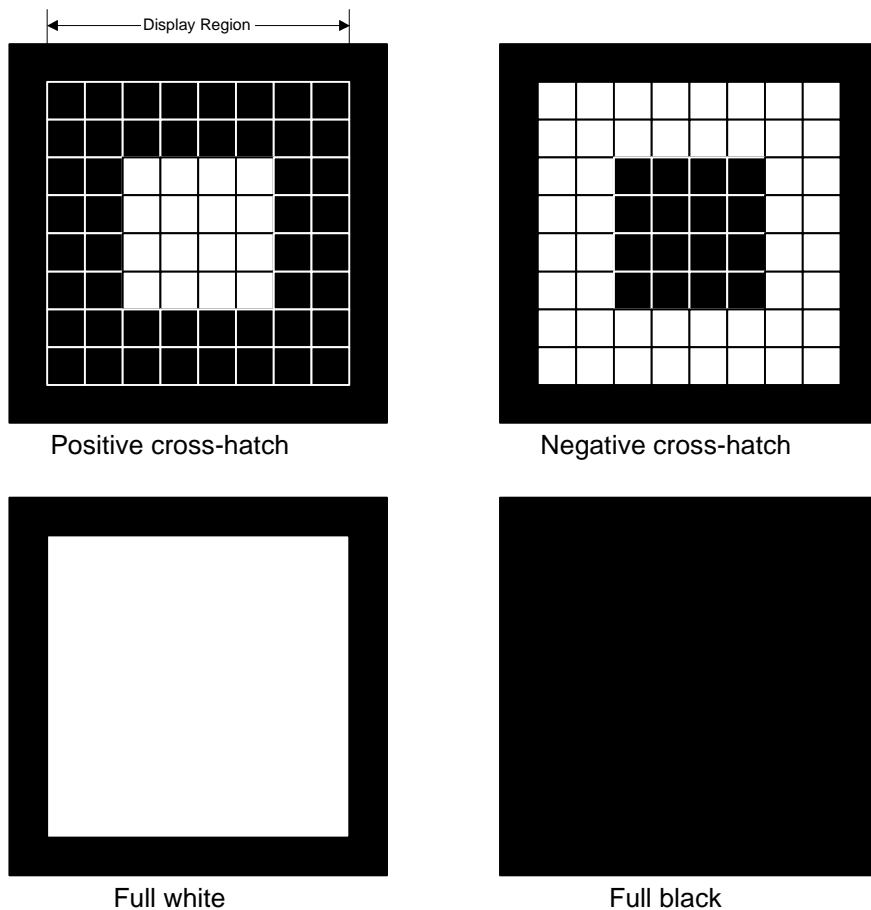 Display Region
Positive cross-hatch
Negative cross-hatch
Full white
Full black